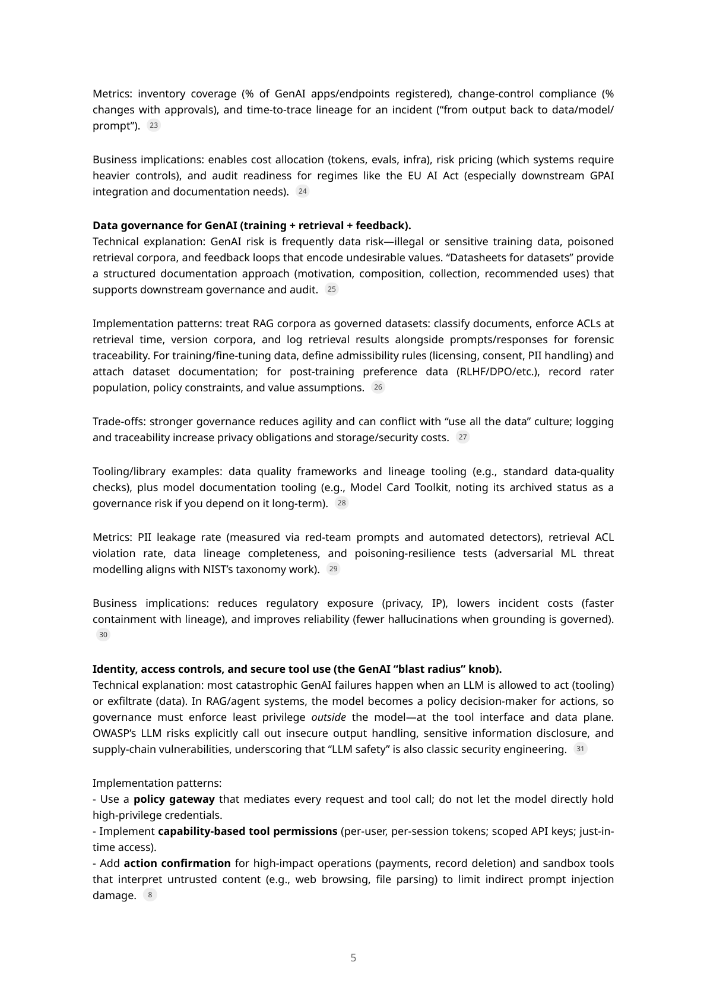 Metrics: inventory coverage (% of GenAI apps/endpoints registered), change-control compliance (%
changes with approvals), and time-to-trace lineage for an incident (“from output back to data/model/
prompt”). 23
Business implications: enables cost allocation (tokens, evals, infra), risk pricing (which systems require
heavier controls), and audit readiness for regimes like the EU AI Act (especially downstream GPAI
integration and documentation needs). 24
Data governance for GenAI (training + retrieval + feedback).
Technical explanation: GenAI risk is frequently data risk—illegal or sensitive training data, poisoned
retrieval corpora, and feedback loops that encode undesirable values. “Datasheets for datasets” provide
a structured documentation approach (motivation, composition, collection, recommended uses) that
supports downstream governance and audit. 25
Implementation patterns: treat RAG corpora as governed datasets: classify documents, enforce ACLs at
retrieval time, version corpora, and log retrieval results alongside prompts/responses for forensic
traceability. For training/fine-tuning data, define admissibility rules (licensing, consent, PII handling) and
attach dataset documentation; for post-training preference data (RLHF/DPO/etc.), record rater
population, policy constraints, and value assumptions. 26
Trade-offs: stronger governance reduces agility and can conflict with “use all the data” culture; logging
and traceability increase privacy obligations and storage/security costs. 27
Tooling/library examples: data quality frameworks and lineage tooling (e.g., standard data-quality
checks), plus model documentation tooling (e.g., Model Card Toolkit, noting its archived status as a
governance risk if you depend on it long-term). 28
Metrics: PII leakage rate (measured via red-team prompts and automated detectors), retrieval ACL
violation rate, data lineage completeness, and poisoning-resilience tests (adversarial ML threat
modelling aligns with NIST’s taxonomy work). 29
Business implications: reduces regulatory exposure (privacy, IP), lowers incident costs (faster
containment with lineage), and improves reliability (fewer hallucinations when grounding is governed).
30
Identity, access controls, and secure tool use (the GenAI “blast radius” knob).
Technical explanation: most catastrophic GenAI failures happen when an LLM is allowed to act (tooling)
or exfiltrate (data). In RAG/agent systems, the model becomes a policy decision-maker for actions, so
governance must enforce least privilege outside the model—at the tool interface and data plane.
OWASP’s LLM risks explicitly call out insecure output handling, sensitive information disclosure, and
supply-chain vulnerabilities, underscoring that “LLM safety” is also classic security engineering. 31
Implementation patterns:
- Use a policy gateway that mediates every request and tool call; do not let the model directly hold
high-privilege credentials.
- Implement capability-based tool permissions (per-user, per-session tokens; scoped API keys; just-in-
time access).
- Add action confirmation for high-impact operations (payments, record deletion) and sandbox tools
that interpret untrusted content (e.g., web browsing, file parsing) to limit indirect prompt injection
damage. 8
5